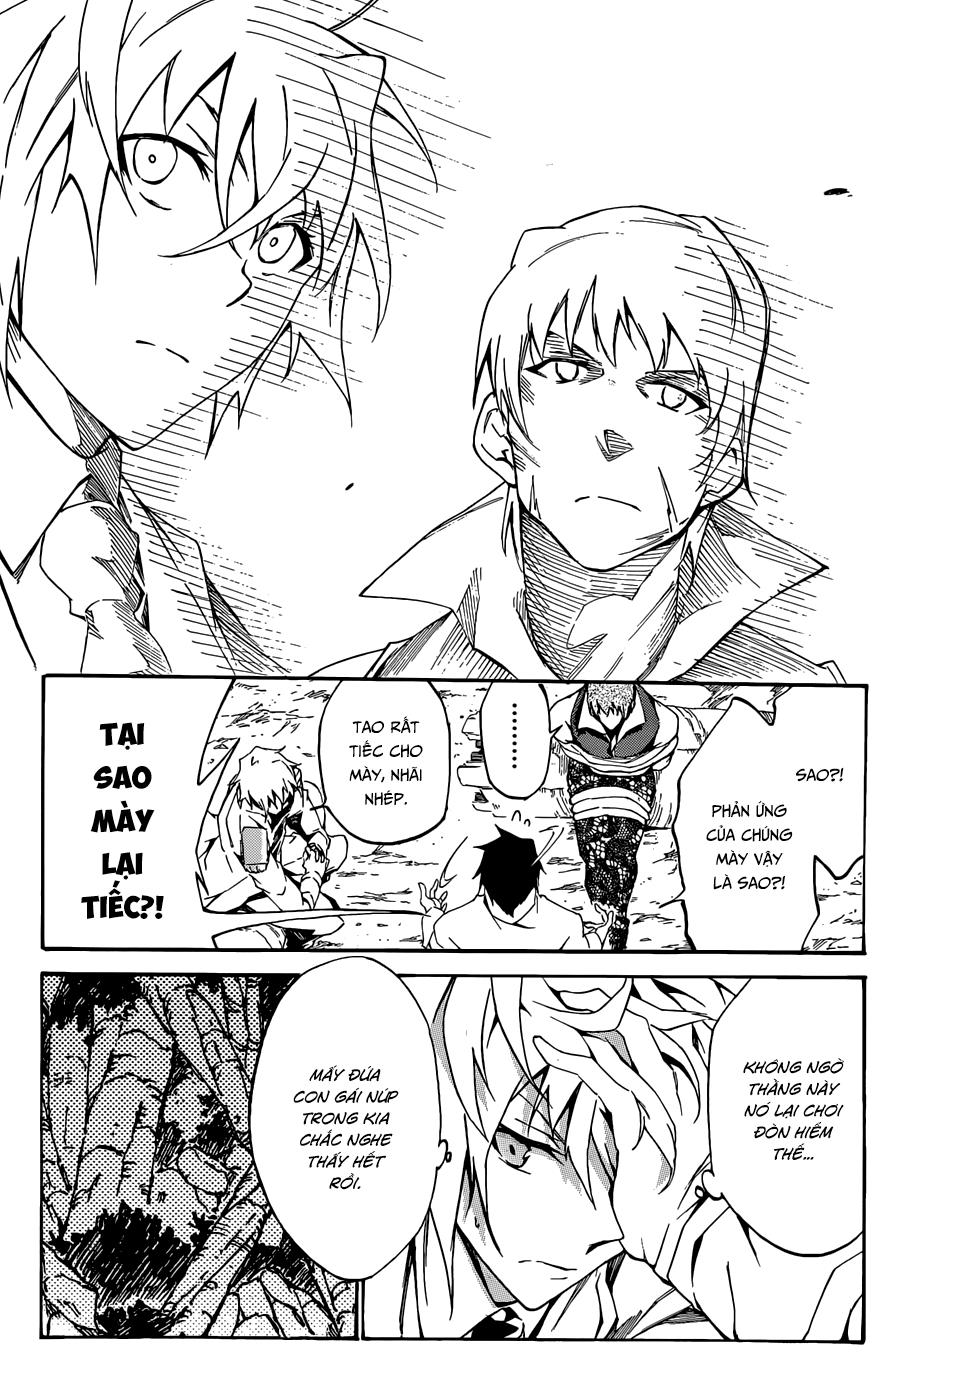 SAO?!
PHẢN ỨNG
CỦA CHÚNG
MÀY VẬY
LÀ SAO?!
.........
TAO RẤT
TIẾC CHO
MÀY, NHÃI
NHÉP.
TẠI
SAO
MÀY
LẠI
TIẾC?!
KHÔNG NGỜ
THẰNG NÀY
NÓ LẠI CHƠI
ĐÒN HIỂM
THẾ...
MẤY ĐỨA
CON GÁI NÚP
TRONG KIA
CHẮC NGHE
THẤY HẾT
RỒI.